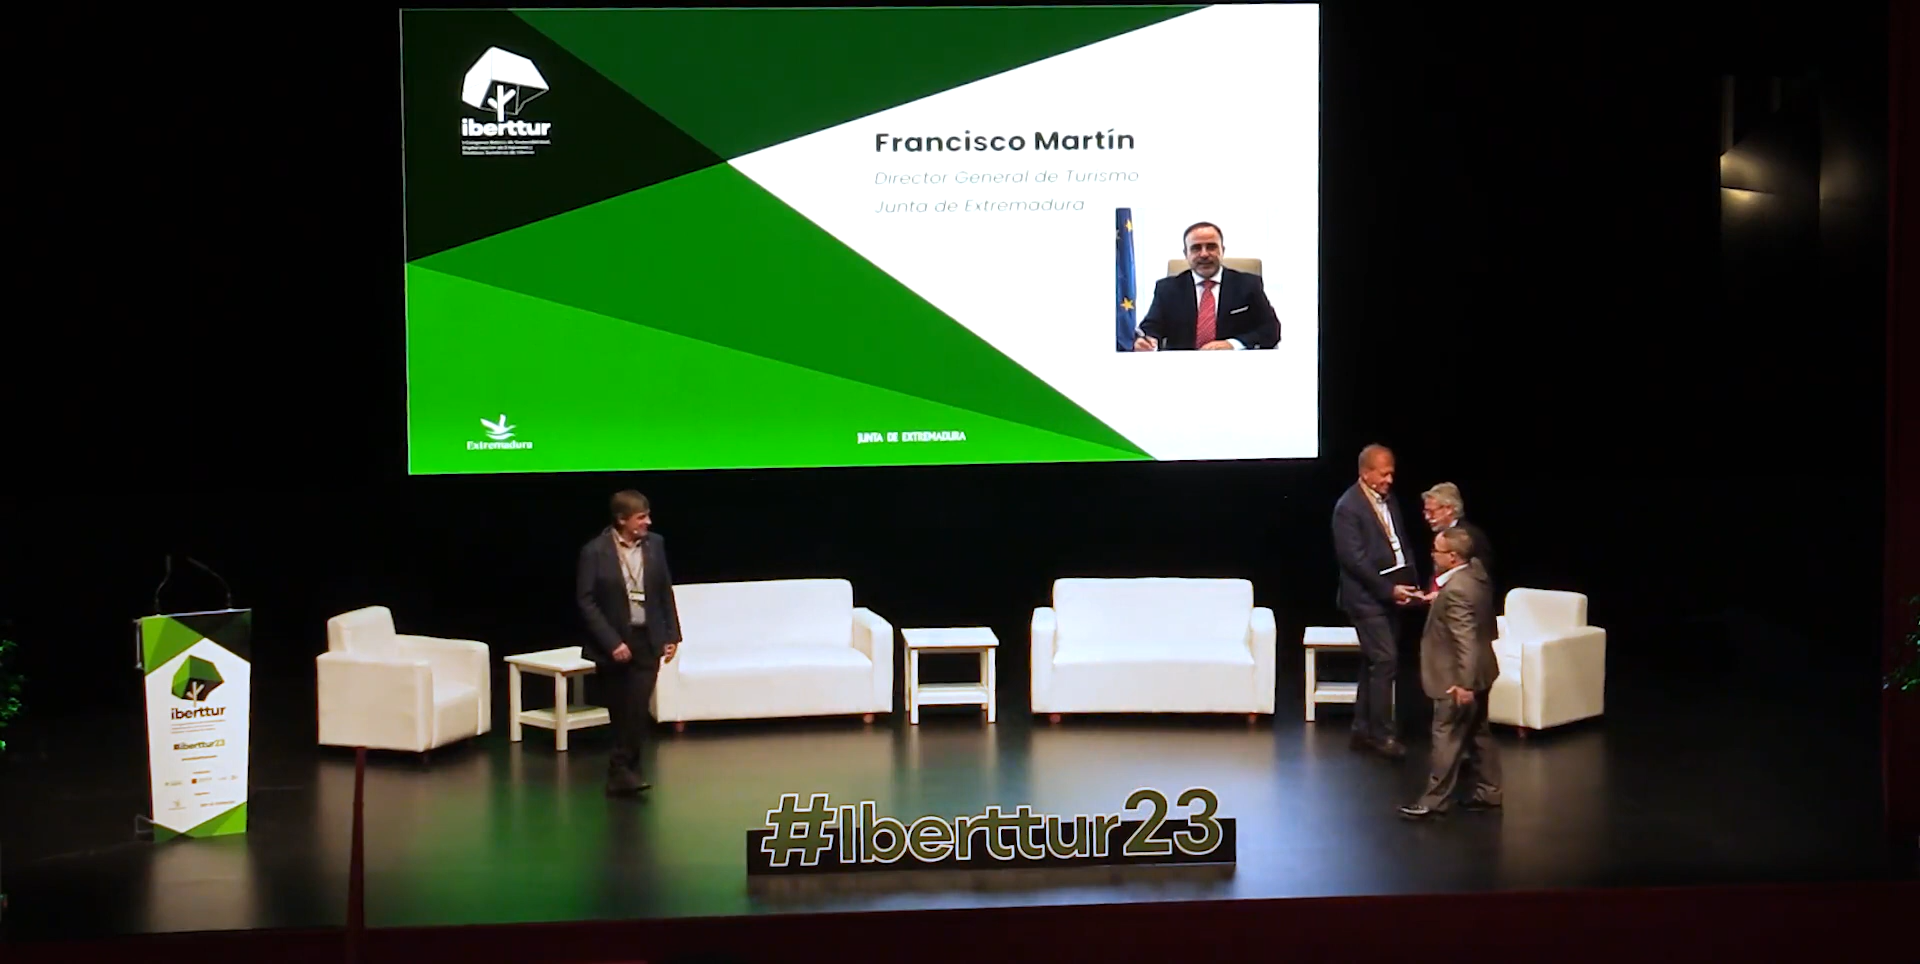 iberttur
Francisco Martín
Director General de Turismo
Junta de Extremadura
Extremadura
JUNTA DE EXTREMADURA
iberttur
#iberttur23
#Iberttur23